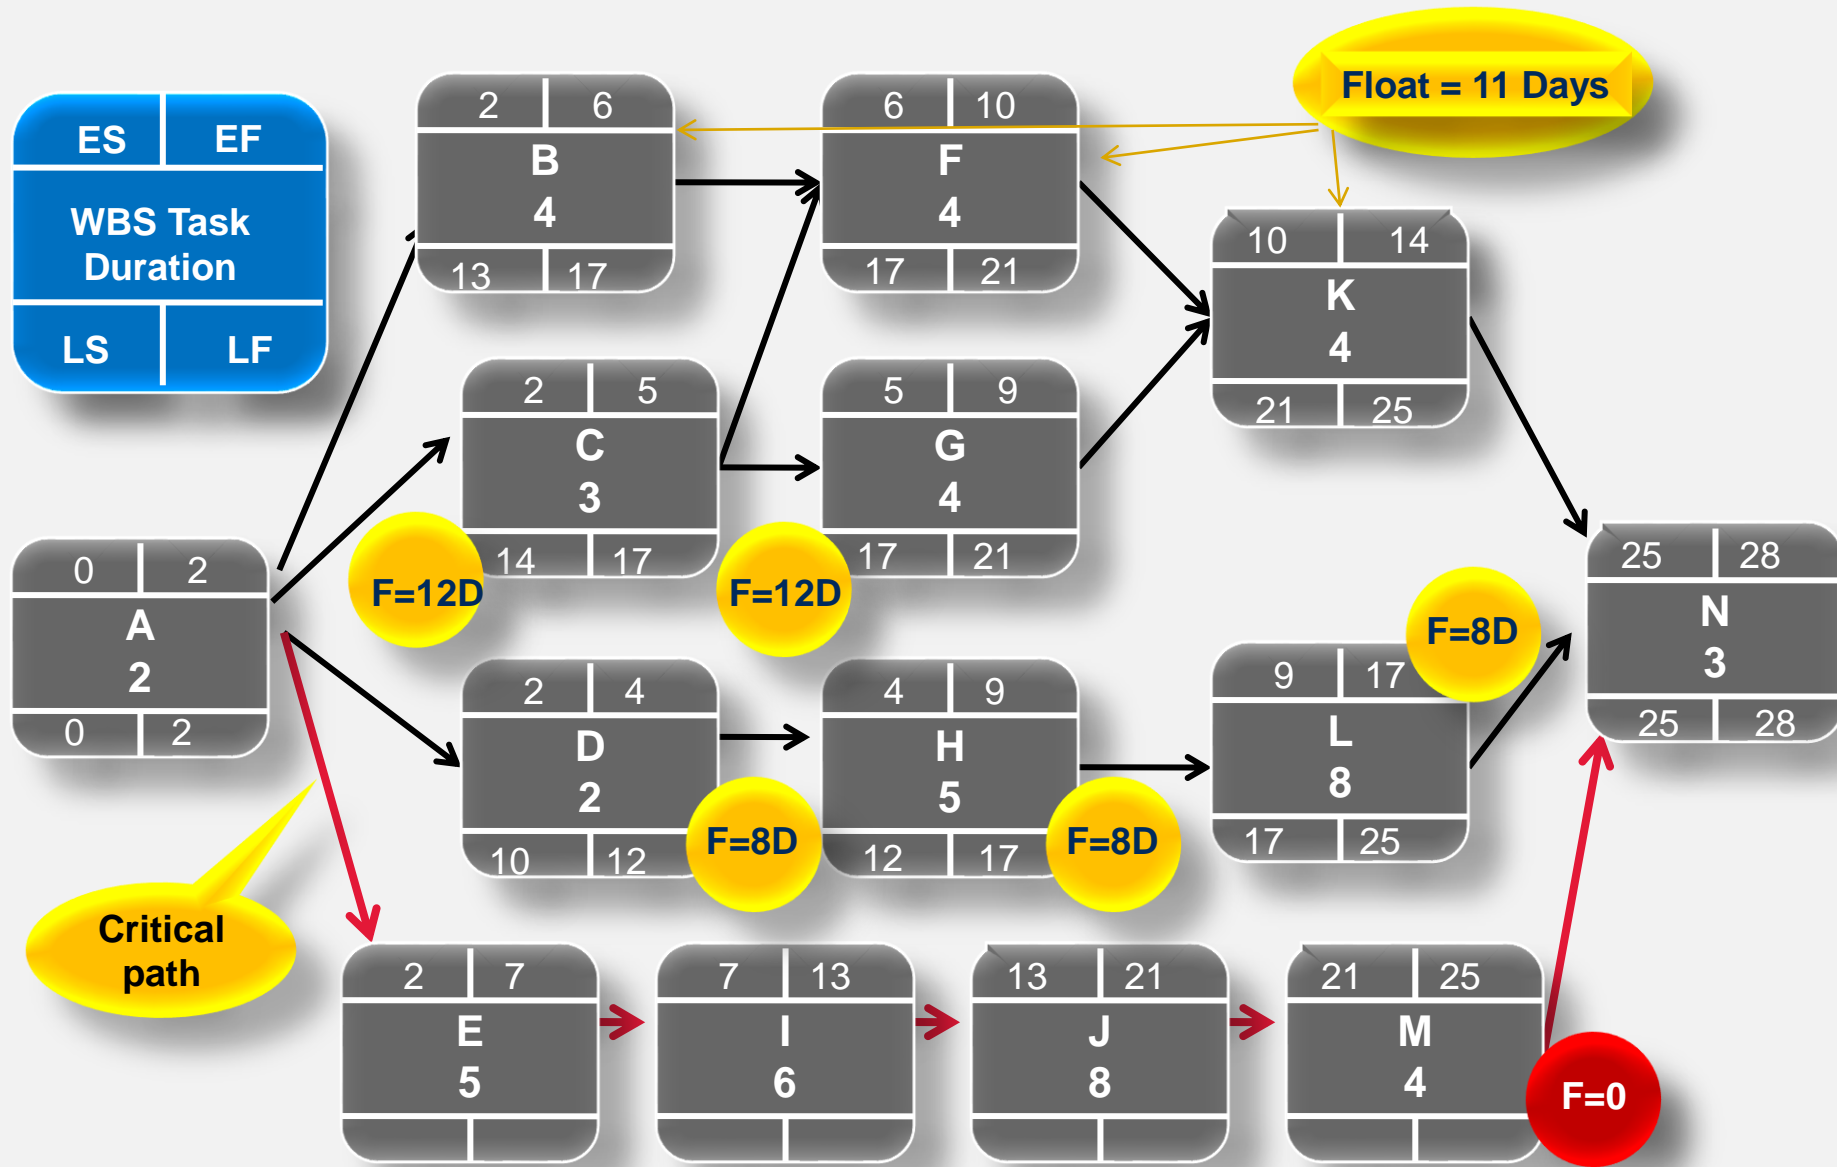 Float = 11 Days
ES EF
WBS Task
Duration
LS LF
2 6
B
4
13 17
6 10
F
4
17 21
10 14
K
4
21 25
2 5
C
3
14 17
F=12D
5 9
G
4
17 21
F=12D
0 2
A
2
0 2
25 28
N
3
25 28
2 4
D
2
10 12
F=8D
4 9
H
5
12 17
F=8D
9 17
L
8
17 25
F=8D
Critical
path
2 7
E
5
7 13
I
6
13 21
J
8
21 25
M
4
F=0